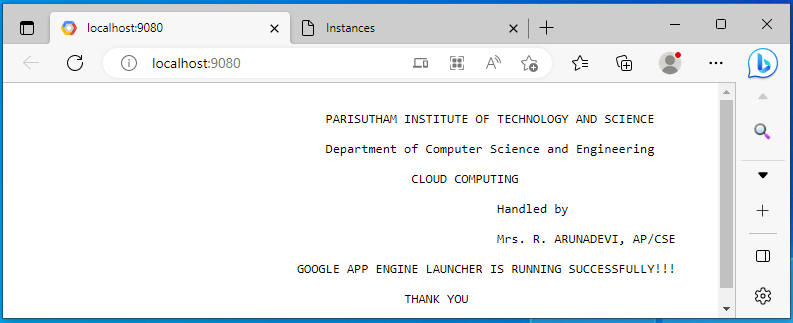 localhost:9080
Instances
localhost:9080
PARISUTHAM INSTITUTE OF TECHNOLOGY AND SCIENCE
Department of Computer Science and Engineering
CLOUD COMPUTING
Handled by
Mrs. R. ARUNADEVI, AP/CSE
GOOGLE APP ENGINE LAUNCHER IS RUNNING SUCCESSFULLY!!!
THANK YOU